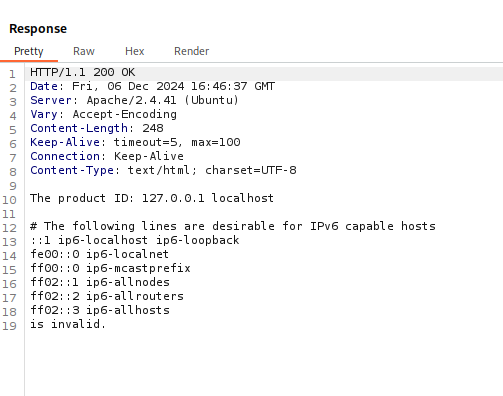 Response
Pretty Raw Hex Render
1 HTTP/1.1 200 OK
2 Date: Fri, 06 Dec 2024 16:46:37 GMT
3 Server: Apache/2.4.41 (Ubuntu)
4 Vary: Accept-Encoding
5 Content-Length: 248
6 Keep-Alive: timeout=5, max=100
7 Connection: Keep-Alive
8 Content-Type: text/html; charset=UTF-8
9
10 The product ID: 127.0.0.1 localhost
11
12 # The following lines are desirable for IPv6 capable hosts
13 ::1 ip6-localhost ip6-loopback
14 fe00::0 ip6-localnet
15 ff00::0 ip6-mcastprefix
16 ff02::1 ip6-allnodes
17 ff02::2 ip6-allrouters
18 ff02::3 ip6-allhosts
19 is invalid.